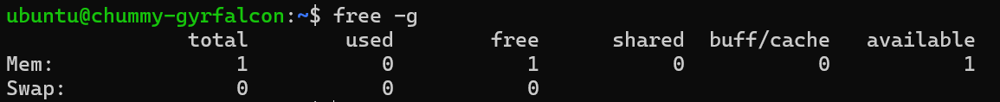 ubuntu@chummy-gyrfalcon:~$ free -g
total used free shared buff/cache available
Mem: 1 0 1 0 0 1
Swap: 0 0 0